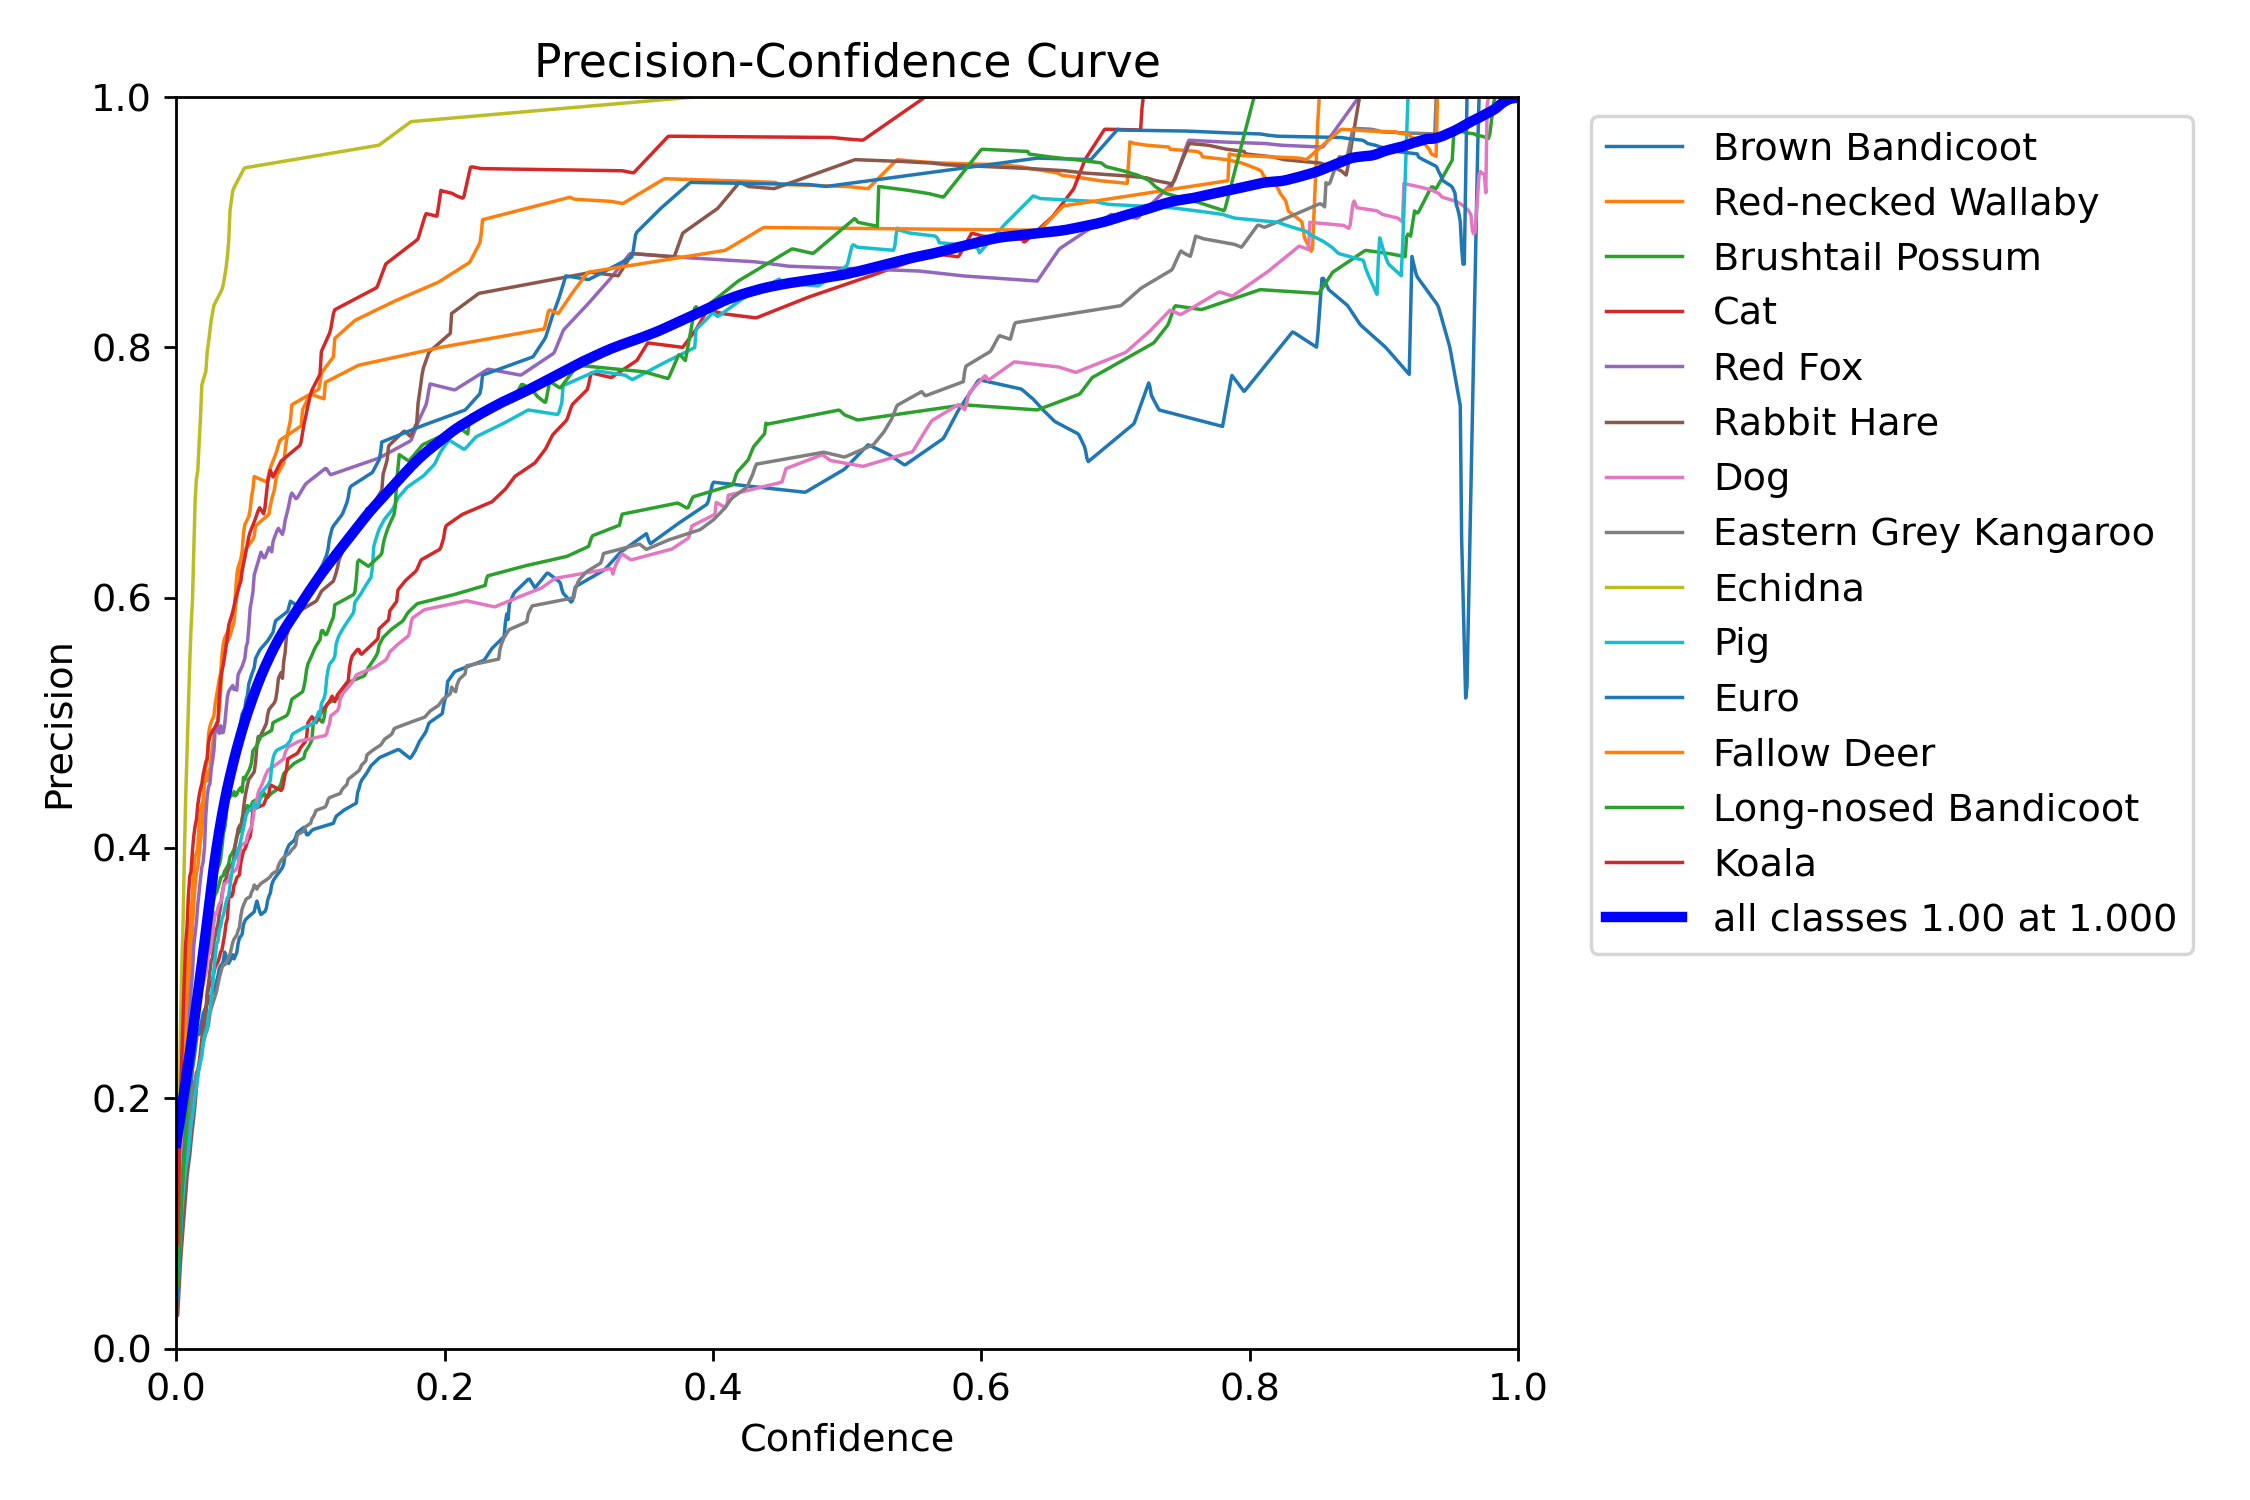 Precision-Confidence Curve
1.0
0.8
0.6
0.4
0.2
0.0
Precision
0.0 0.2 0.4 0.6 0.8 1.0
Confidence
Brown Bandicoot
Red-necked Wallaby
Brushtail Possum
Cat
Red Fox
Rabbit Hare
Dog
Eastern Grey Kangaroo
Echidna
Pig
Euro
Fallow Deer
Long-nosed Bandicoot
Koala
all classes 1.00 at 1.000